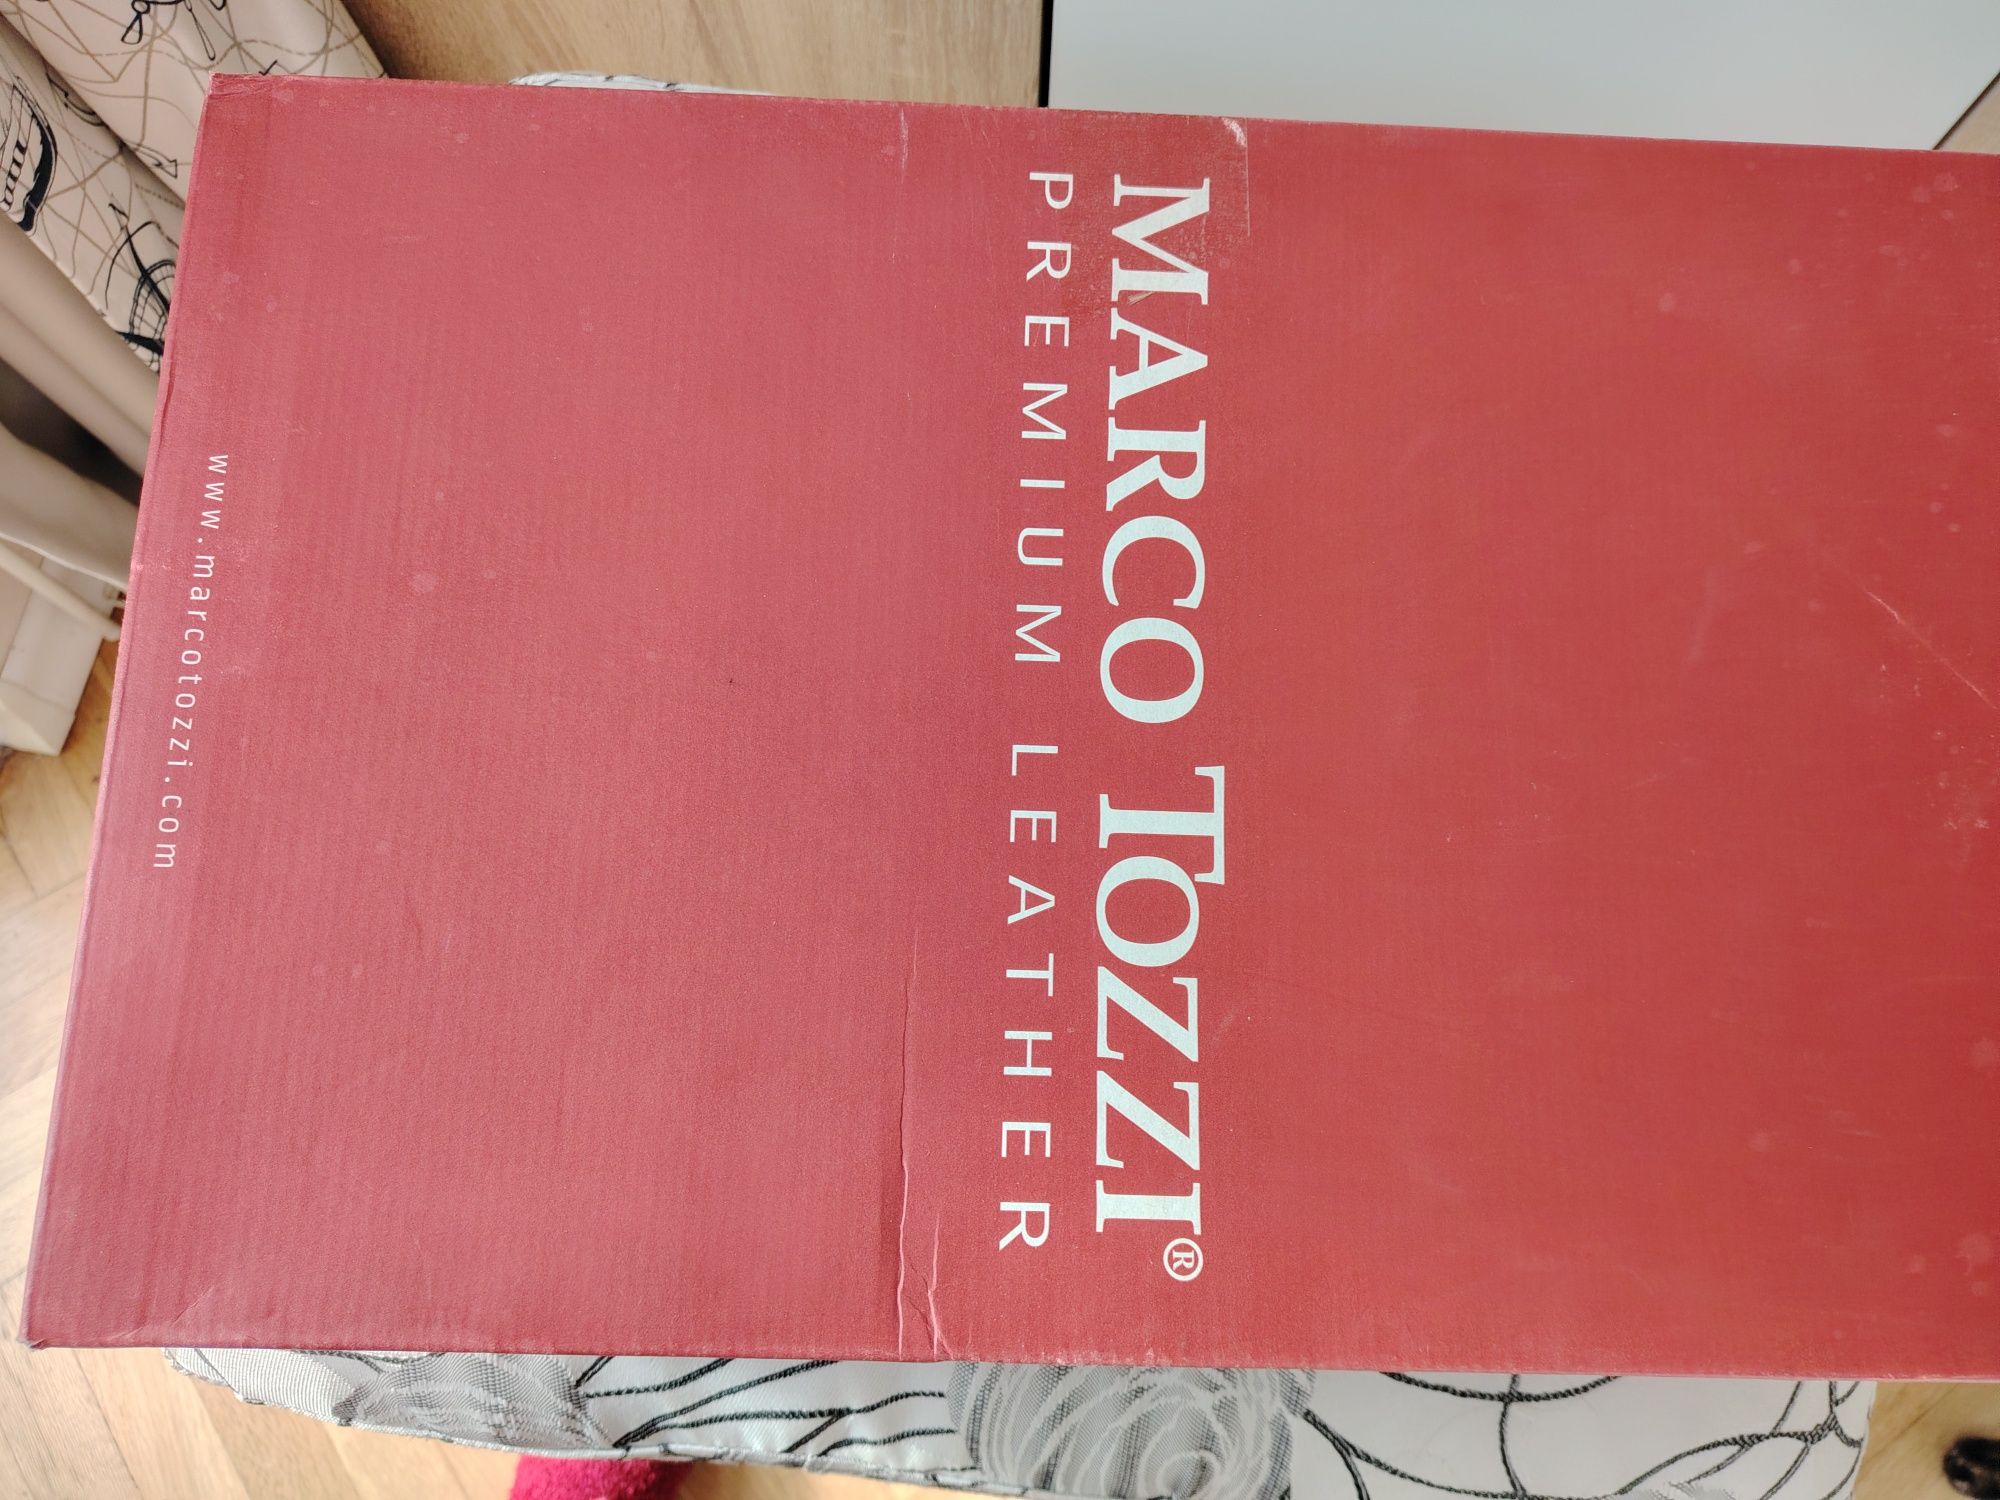 MARCO TOZZI®
PREMIUM LEATHER
www.marcotozzi.com